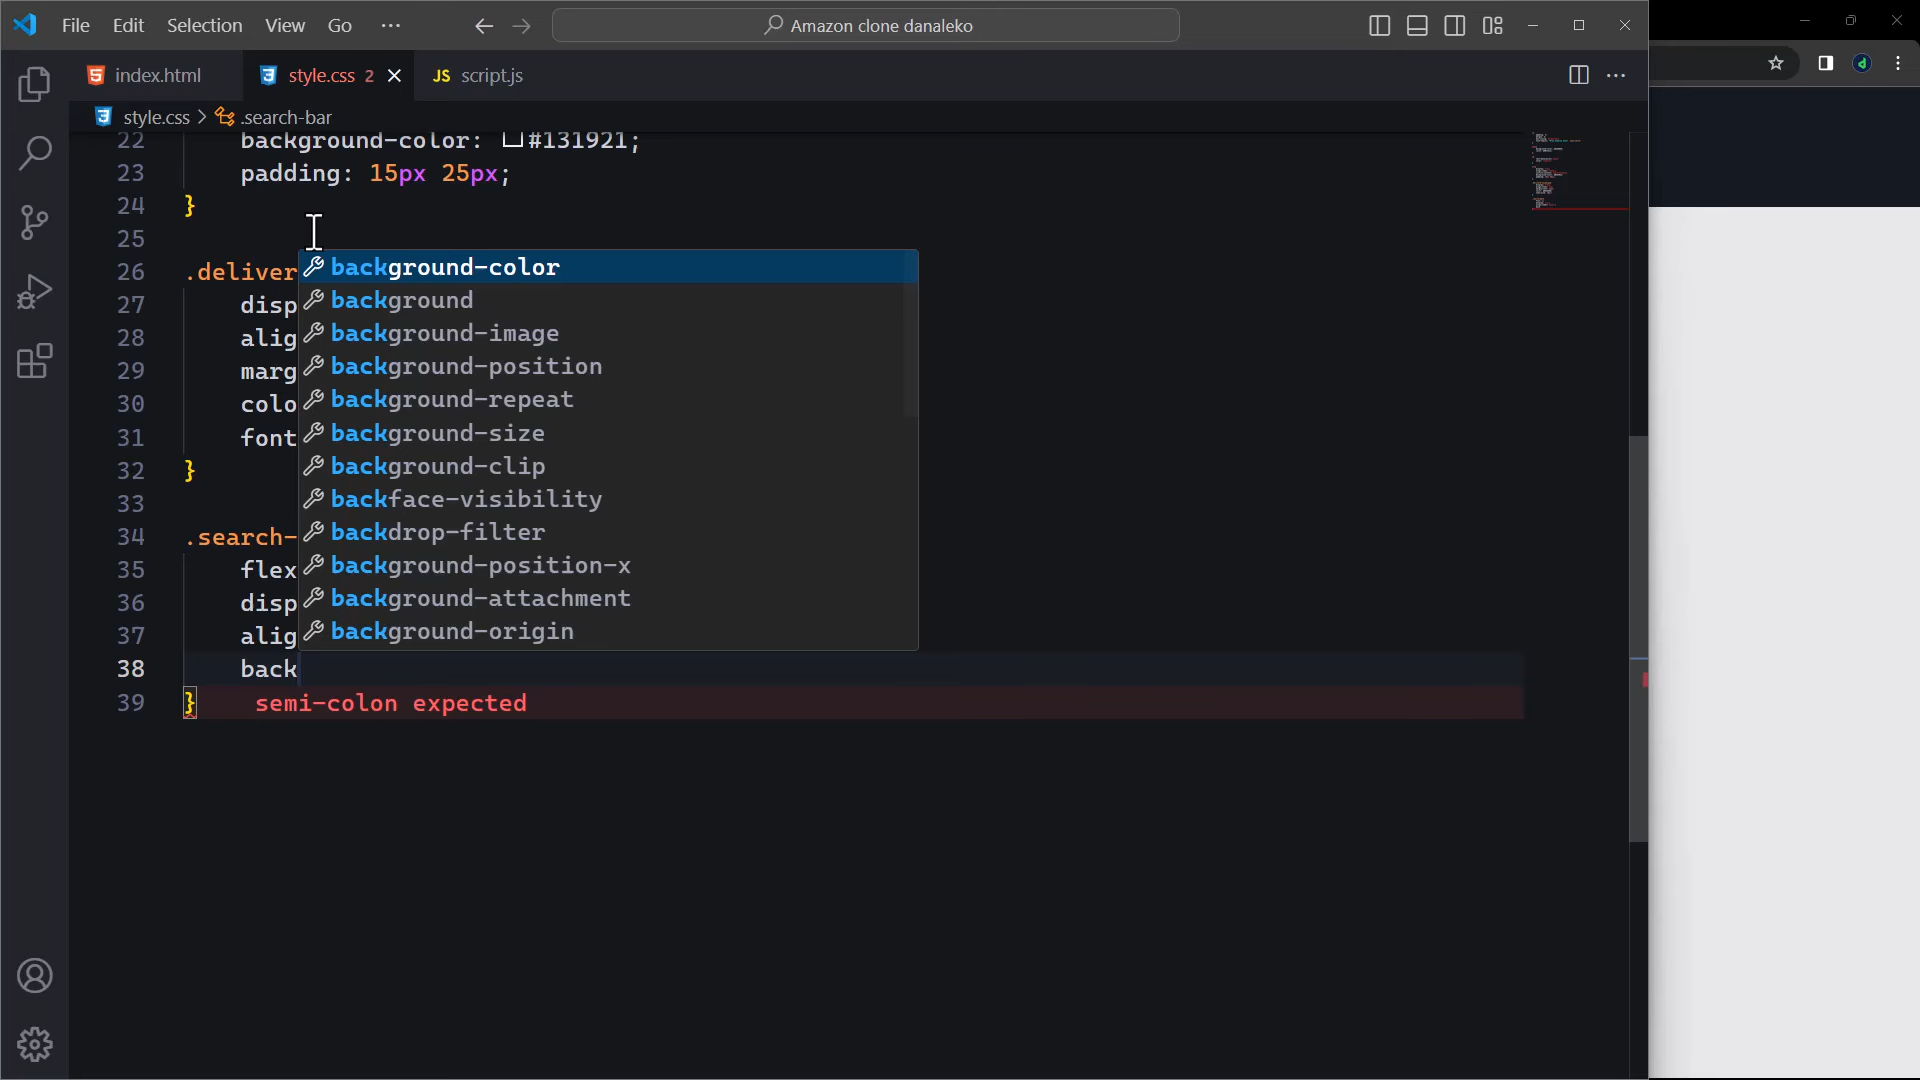 File Edit Selection View Go ··· Amazon clone danaleko
index.html style.css 2 JS script.js
style.css > .search-bar
22 background-color: #131921;
23 padding: 15px 25px;
24 }
25
26 .deliver background-color
27 disp background
28 alig background-image
29 marg background-position
30 colo background-repeat
31 font background-size
32 } background-clip
33 backface-visibility
34 .search- backdrop-filter
35 flex background-position-x
36 disp background-attachment
37 alig background-origin
38 back
39 } semi-colon expected